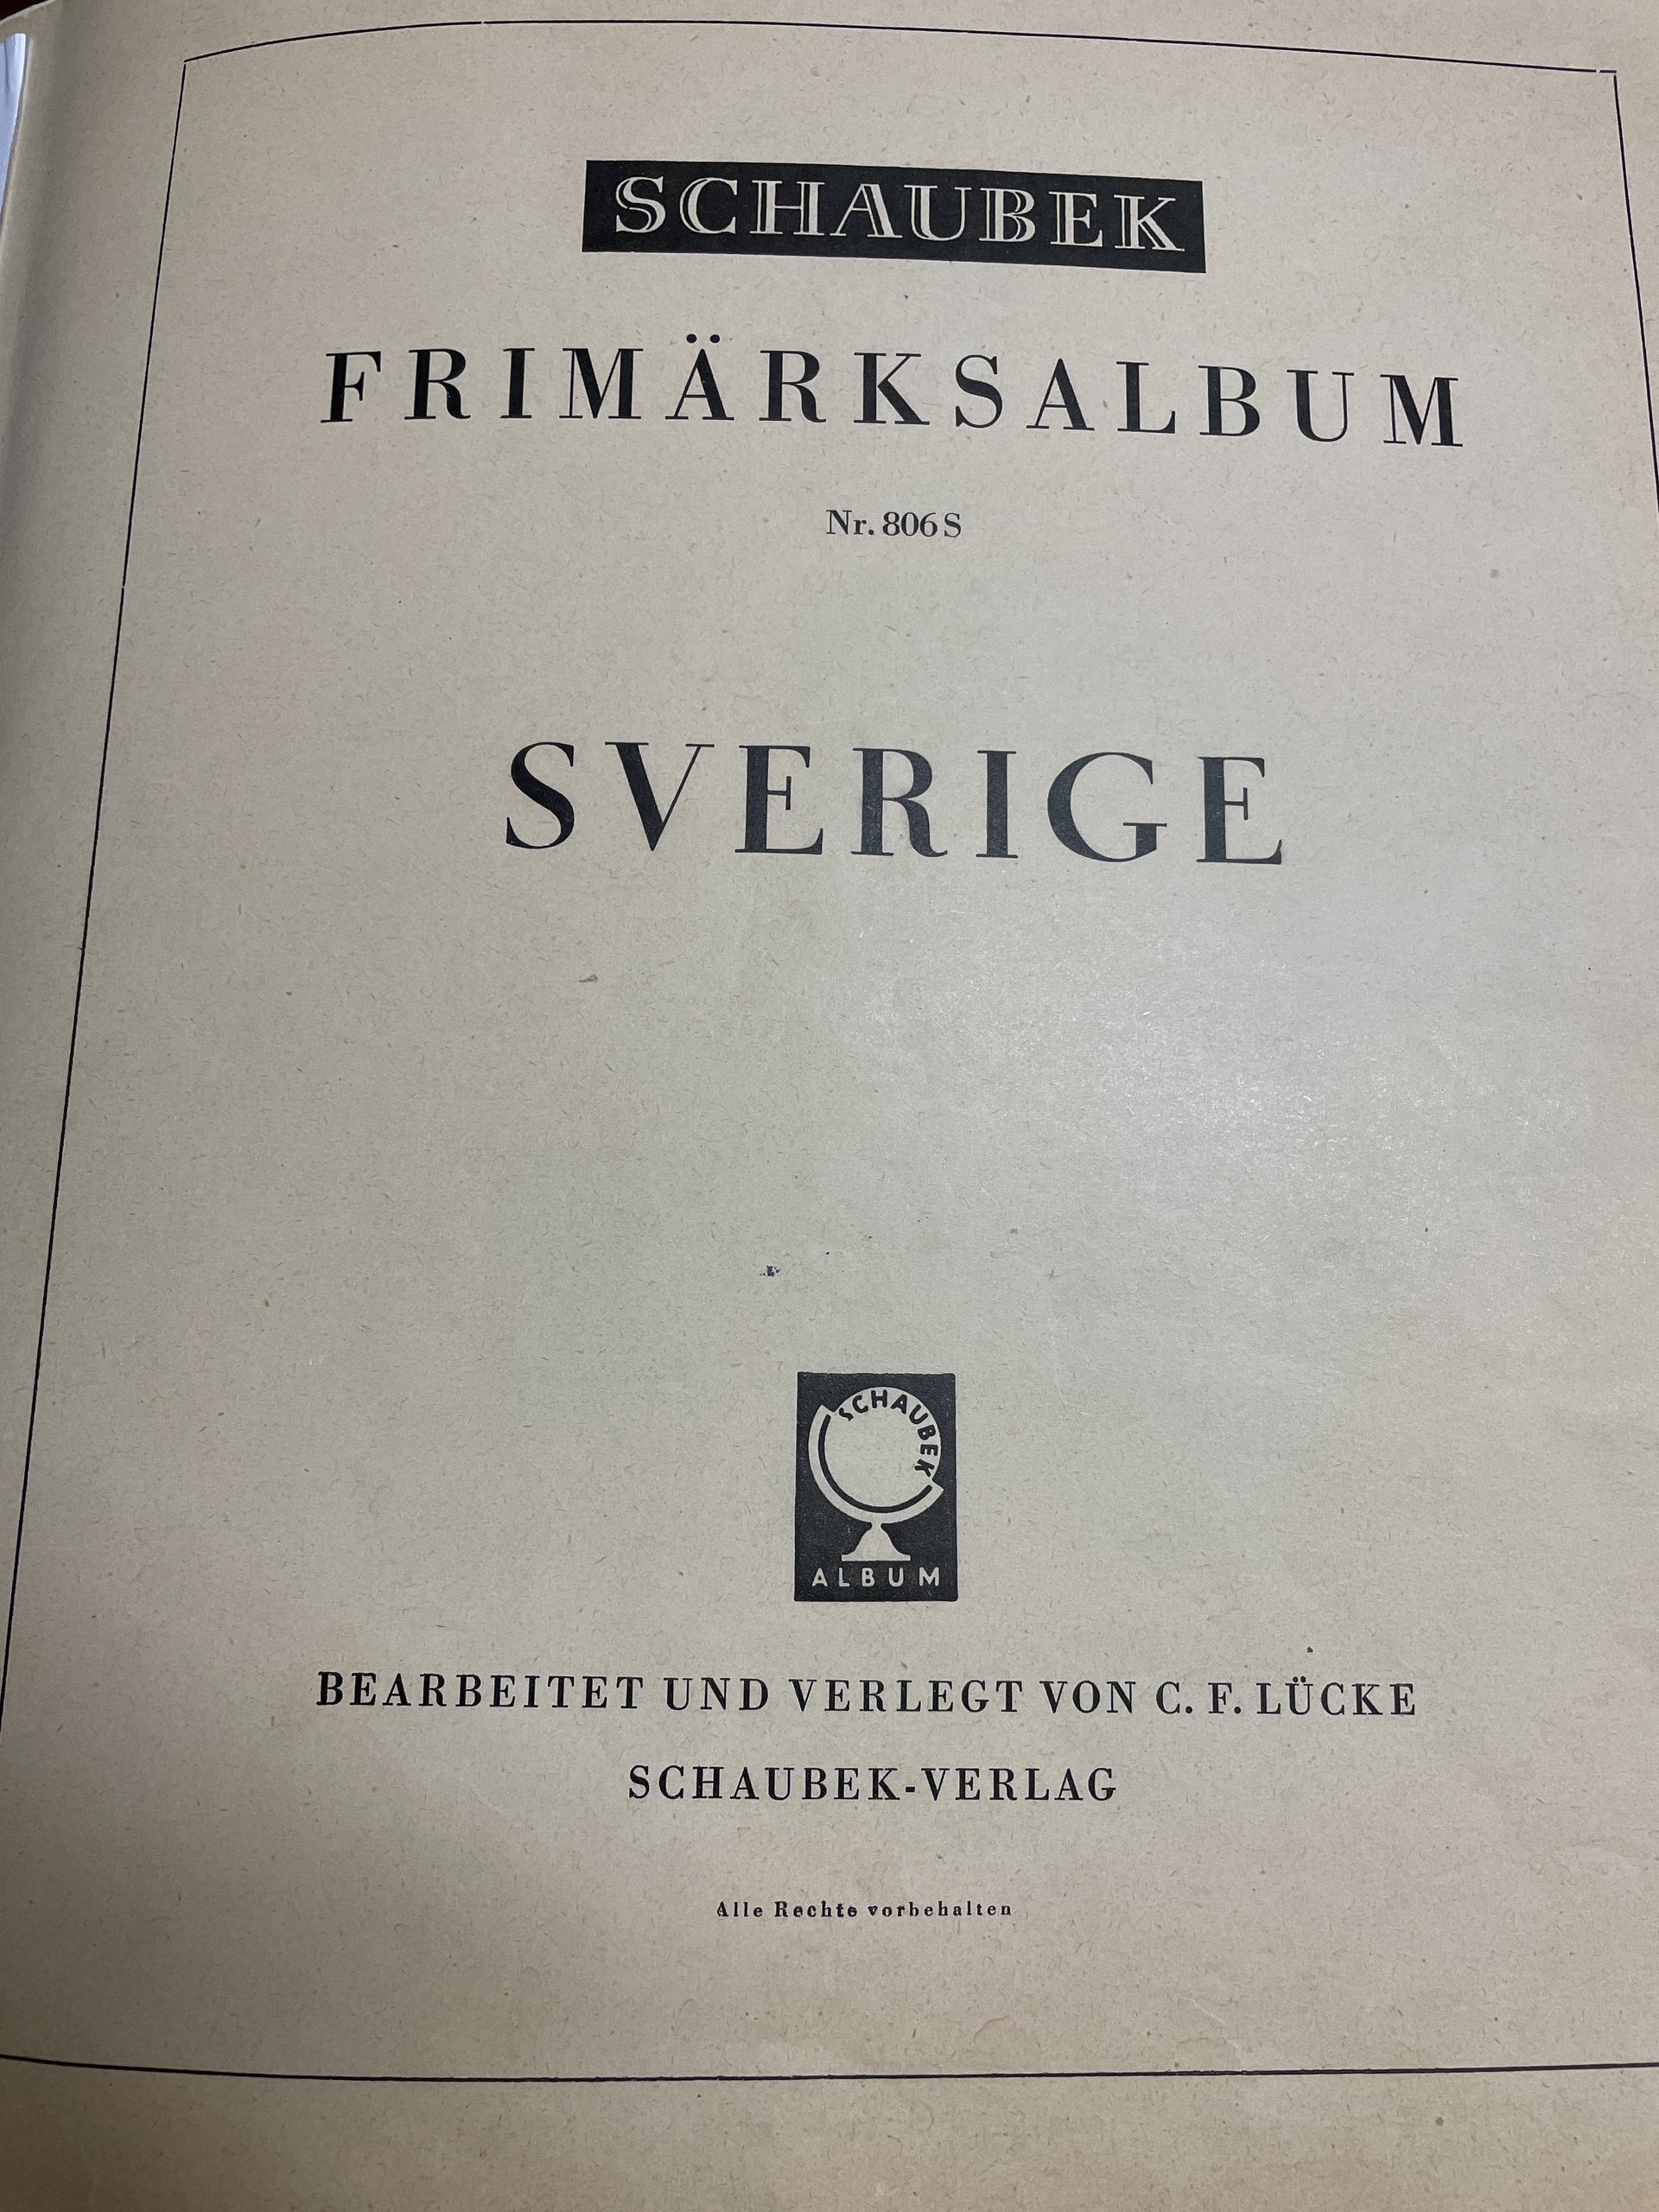 SCHAUBEK
FRIMÄRKSALBUM
Nr. 806 S
SVERIGE
SCHAUBEK
ALBUM
BEARBEITET UND VERLEGT VON C. F. LÜCKE
SCHAUBEK-VERLAG
Alle Rechte vorbehalten